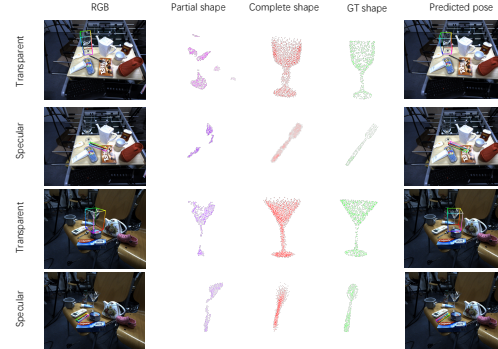 RGB Partial shape Complete shape GT shape Predicted pose
Transparent
Specular
Transparent
Specular